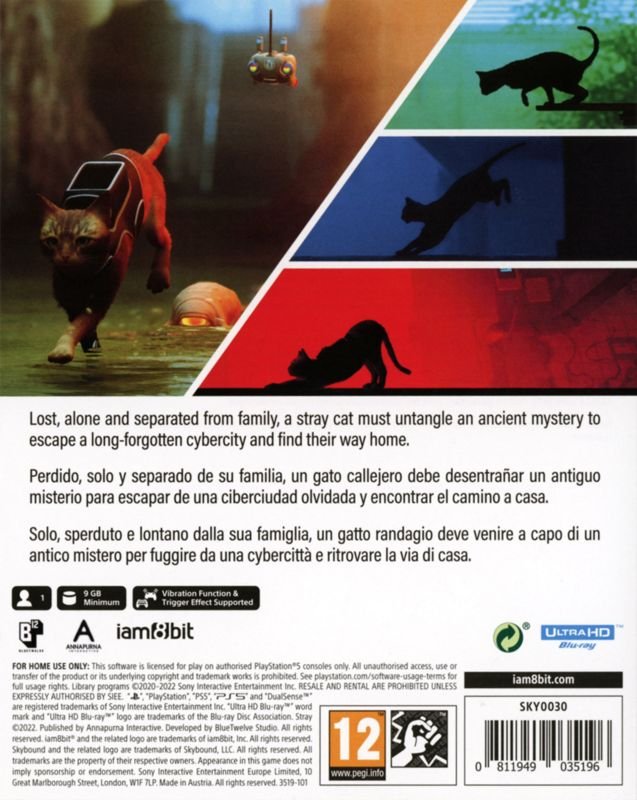 Lost, alone and separated from family, a stray cat must untangle an ancient mystery to
escape a long-forgotten cybercity and find their way home.
Perdido, solo y separado de su familia, un gato callejero debe desentrañar un antiguo
misterio para escapar de una ciberciudad olvidada y encontrar el camino a casa.
Solo, sperduto e lontano dalla sua famiglia, un gatto randagio deve venire a capo di un
antico mistero per fuggire da una cybercittà e ritrovare la via di casa.
1
9 GB
Minimum
Vibration Function &
Trigger Effect Supported
B12
BLUETWELVE
ANNAPURNA
INTERACTIVE
iam8bit
ULTRA HD™
Blu-ray
FOR HOME USE ONLY: This software is licensed for play on authorised PlayStation®5 consoles only. All unauthorised access, use or
transfer of the product or its underlying copyright and trademark works is prohibited. See playstation.com/software-usage-terms for
full usage rights. Library programs ©2020-2022 Sony Interactive Entertainment Inc. RESALE AND RENTAL ARE PROHIBITED UNLESS
EXPRESSLY AUTHORISED BY SIEE. "PS", "PlayStation", "PS5", "PS5" and "DualSense"
are registered trademarks of Sony Interactive Entertainment Inc. "Ultra HD Blu-ray™" word
mark and "Ultra HD Blu-ray™" logo are trademarks of the Blu-ray Disc Association. Stray
©2022. Published by Annapurna Interactive. Developed by BlueTwelve Studio. All rights
reserved. iam8bit® and the related logo are trademarks of iam8bit, Inc. All rights reserved.
Skybound and the related logo are trademarks of Skybound, LLC. All rights reserved. All
trademarks are the property of their respective owners. Appearance in this game does not
imply sponsorship or endorsement. Sony Interactive Entertainment Europe Limited, 10
Great Marlborough Street, London, W1F 7LP. Made in Austria. All rights reserved. 3519-101
12
www.pegi.info
iam8bit.com
SKY0030
0 811949 035196